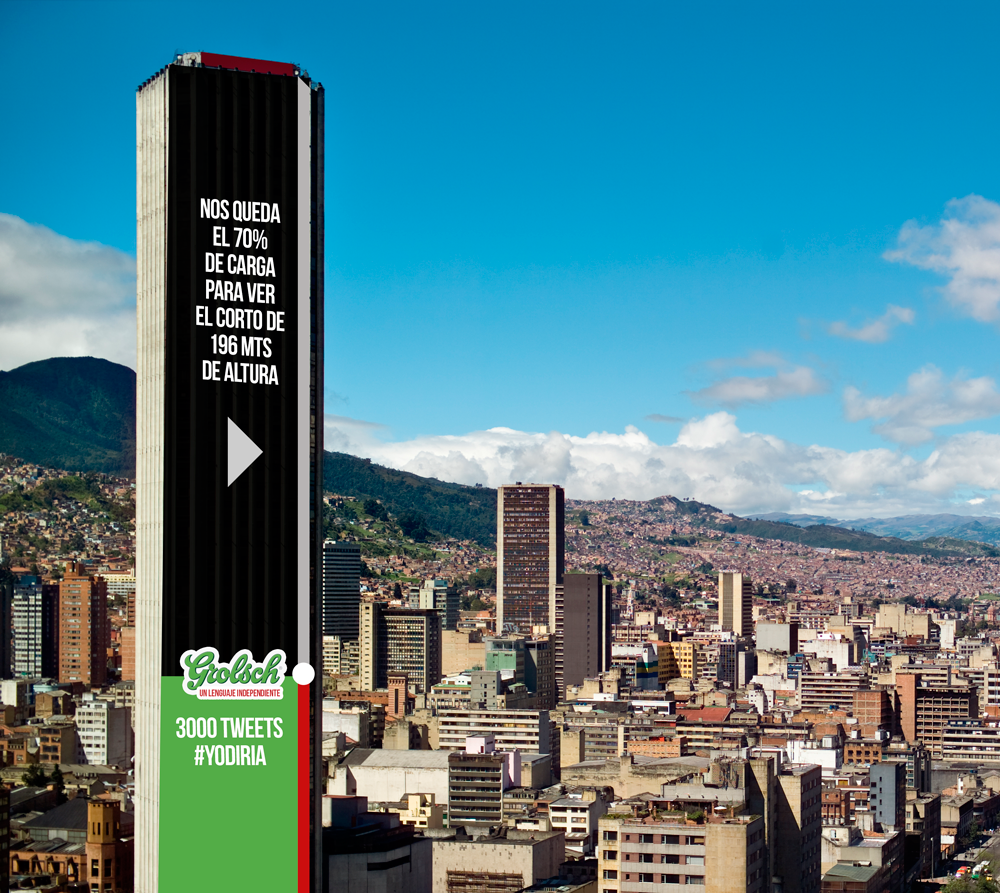 NOS QUEDA
EL 70%
DE CARGA
PARA VER
EL CORTO DE
196 MTS
DE ALTURA
Grolsch
UN LENGUAJE INDEPENDIENTE
3000 TWEETS
#YODIRIA